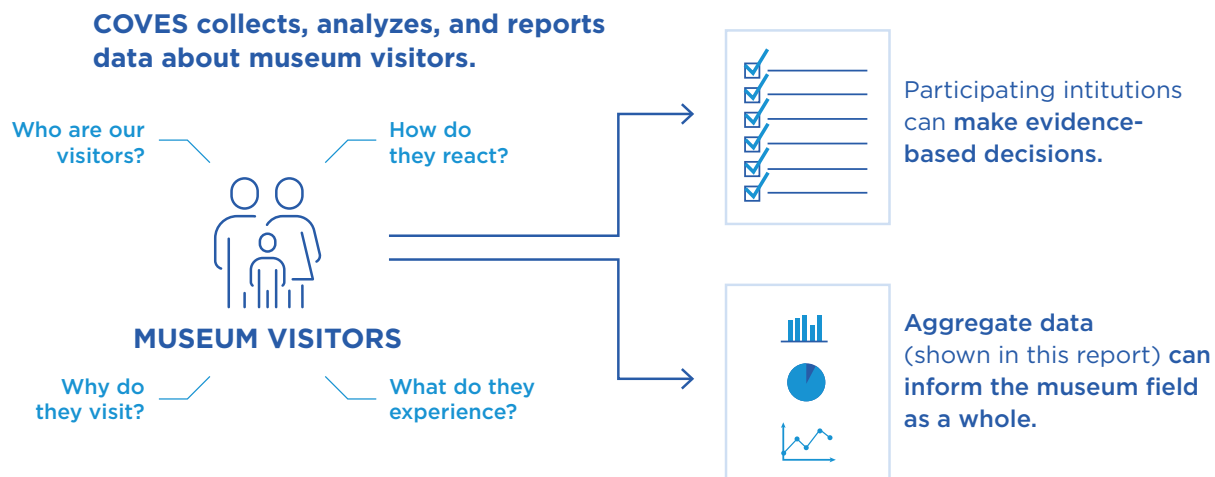 COVES collects, analyzes, and reports
data about museum visitors.
Who are our
visitors?
How do
they react?
MUSEUM VISITORS
Why do
they visit?
What do they
experience?
Participating intitutions
can make evidence-
based decisions.
Aggregate data
(shown in this report) can
inform the museum field
as a whole.